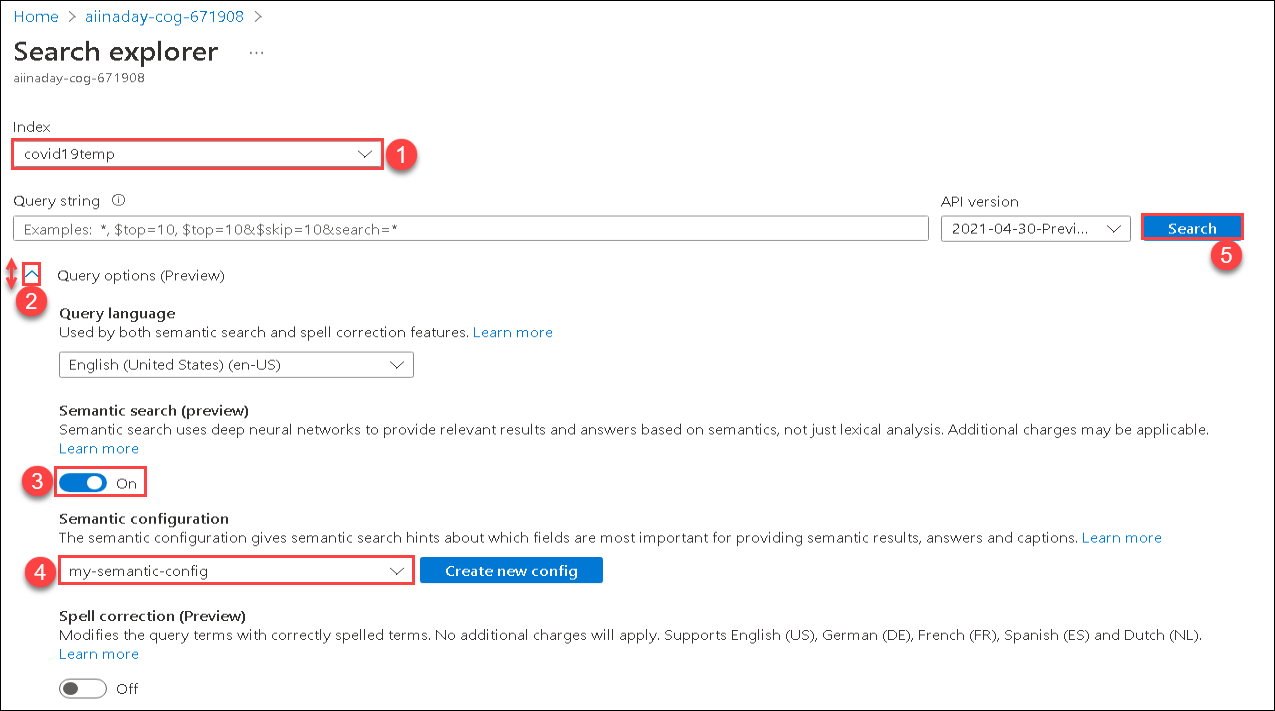 Home > aiinaday-cog-671908 >
Search explorer ...
aiinaday-cog-671908
Index
covid19temp
1
Query string
API version
Examples: *, $top=10, $top=10&$skip=10&search=*
2021-04-30-Previ...
Search
5
Query options (Preview)
2
Query language
Used by both semantic search and spell correction features. Learn more
English (United States) (en-US)
Semantic search (preview)
Semantic search uses deep neural networks to provide relevant results and answers based on semantics, not just lexical analysis. Additional charges may be applicable.
Learn more
3
On
Semantic configuration
The semantic configuration gives semantic search hints about which fields are most important for providing semantic results, answers and captions. Learn more
4
my-semantic-config
Create new config
Spell correction (Preview)
Modifies the query terms with correctly spelled terms. No additional charges will apply. Supports English (US), German (DE), French (FR), Spanish (ES) and Dutch (NL).
Learn more
Off